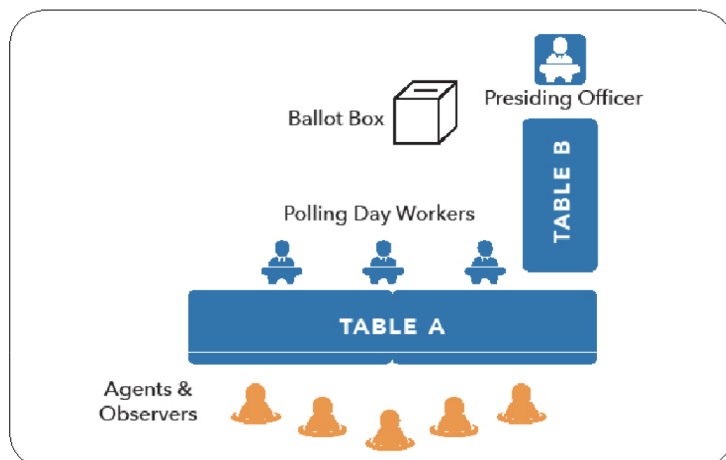 Presiding Officer
Ballot Box
TABLE B
Polling Day Workers
TABLE A
Agents &
Observers